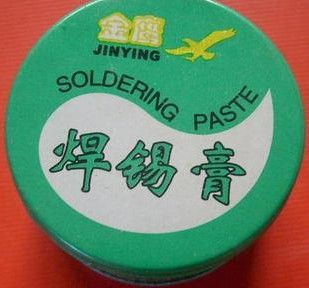 金鹰
JINYING
SOLDERING PASTE
焊锡膏